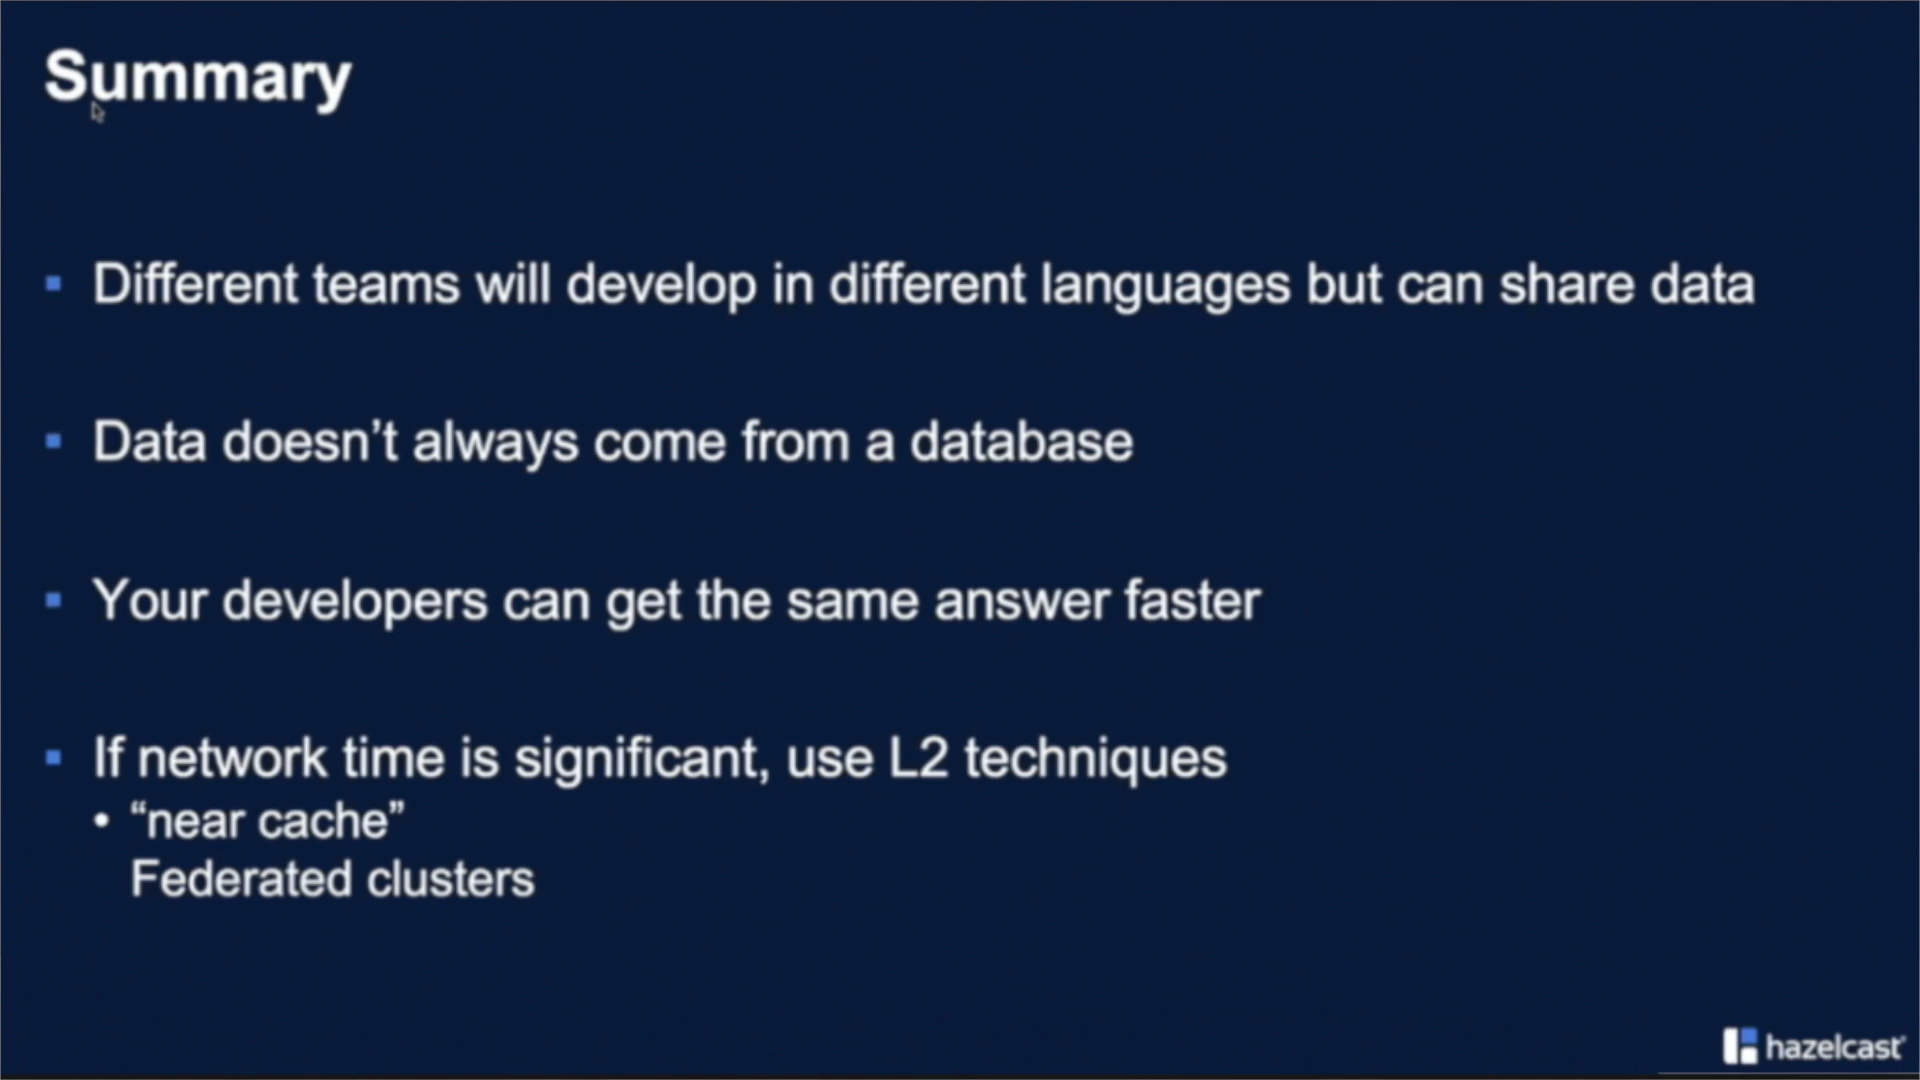 Summary
▪ Different teams will develop in different languages but can share data
▪ Data doesn’t always come from a database
▪ Your developers can get the same answer faster
▪ If network time is significant, use L2 techniques
• “near cache”
Federated clusters
hazelcast